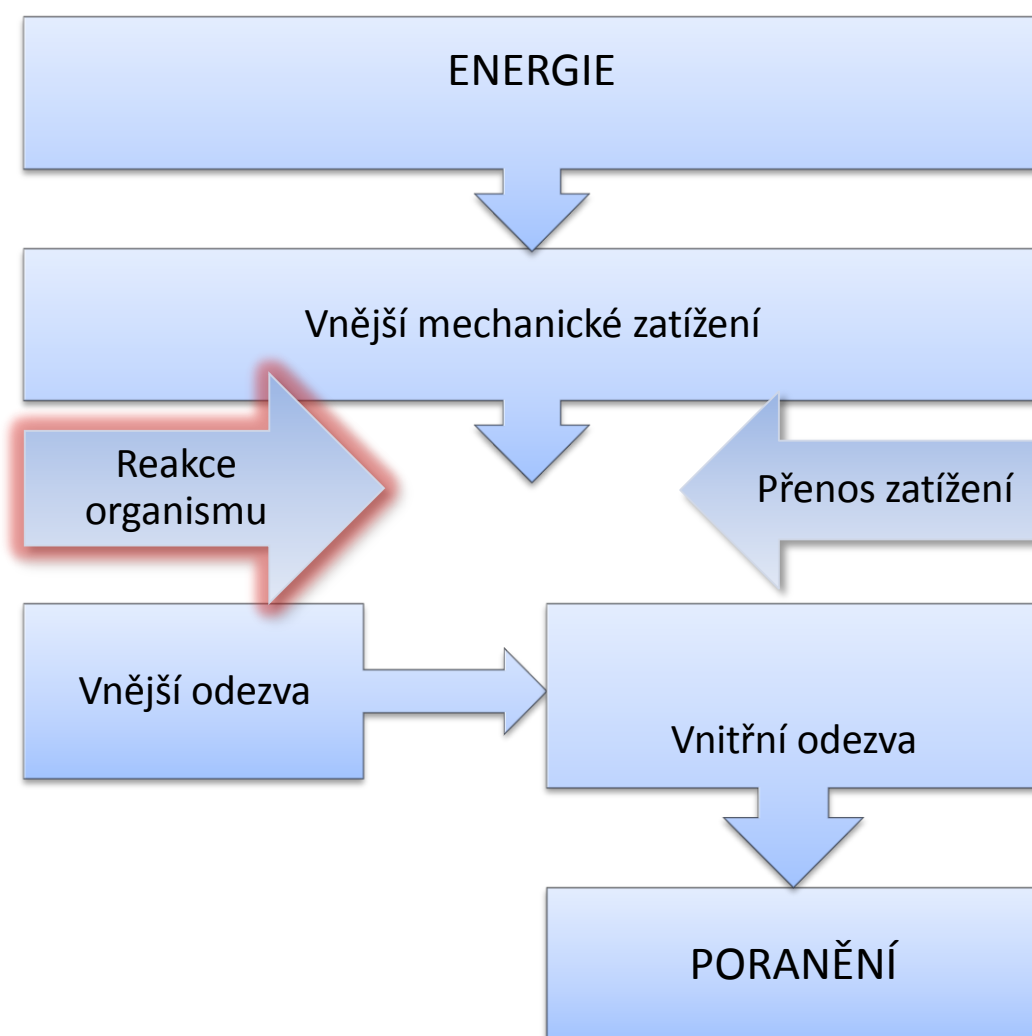 ENERGIE
Vnější mechanické zatížení
Reakce
organismu
Přenos zatížení
Vnější odezva
Vnitřní odezva
PORANĚNÍ